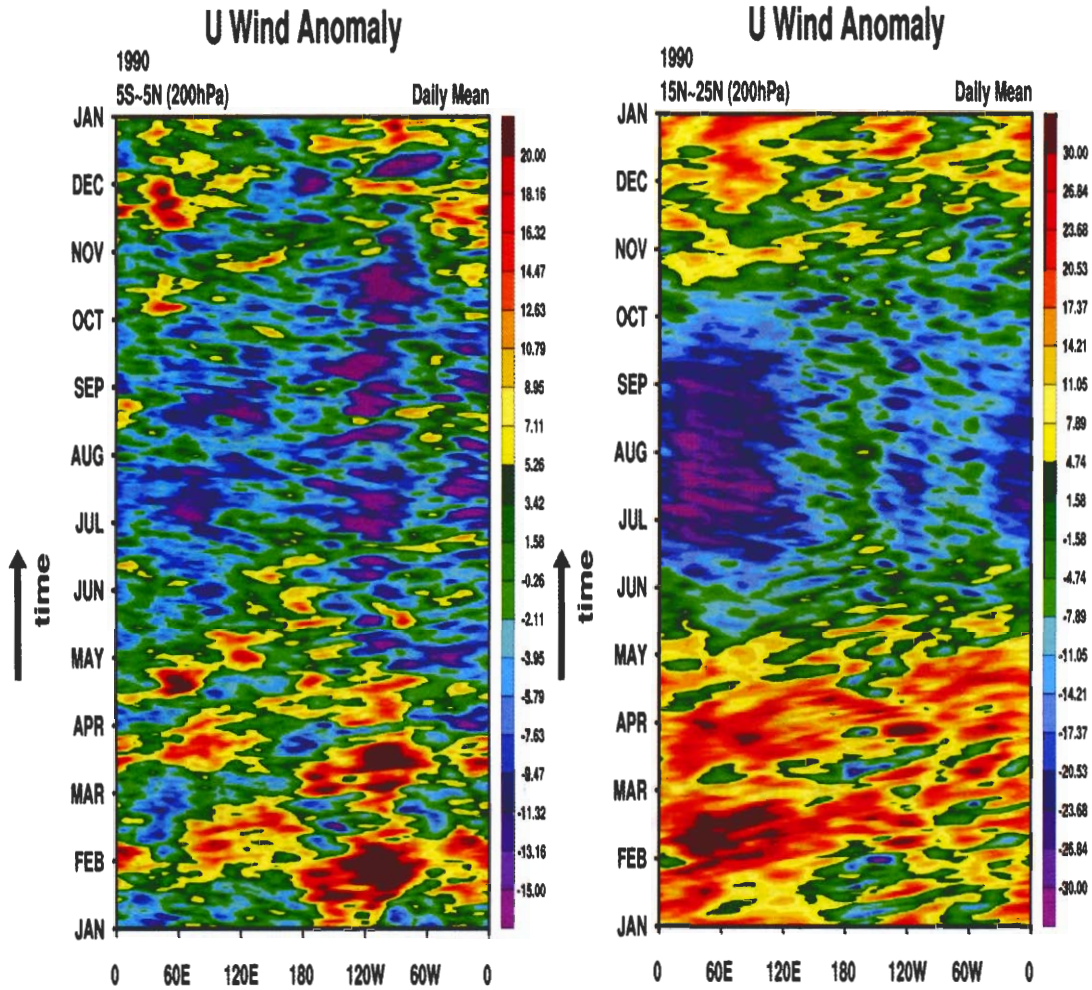 U Wind Anomaly
1990
5S~5N (200hPa) Daily Mean
JAN
DEC
NOV
OCT
SEP
AUG
JUL
JUN
MAY
APR
MAR
FEB
JAN
0 60E 120E 180 120W 60W 0
time
20.00
18.16
16.32
14.47
12.63
10.79
8.95
7.11
5.26
3.42
1.58
-0.26
-2.11
-3.95
-5.79
-7.63
-9.47
-11.32
-13.16
-15.00
U Wind Anomaly
1990
15N~25N (200hPa) Daily Mean
JAN
DEC
NOV
OCT
SEP
AUG
JUL
JUN
MAY
APR
MAR
FEB
JAN
0 60E 120E 180 120W 60W 0
time
30.00
26.84
23.68
20.53
17.37
14.21
11.05
7.89
4.74
1.58
-1.58
-4.74
-7.89
-11.05
-14.21
-17.37
-20.53
-23.68
-26.84
-30.00